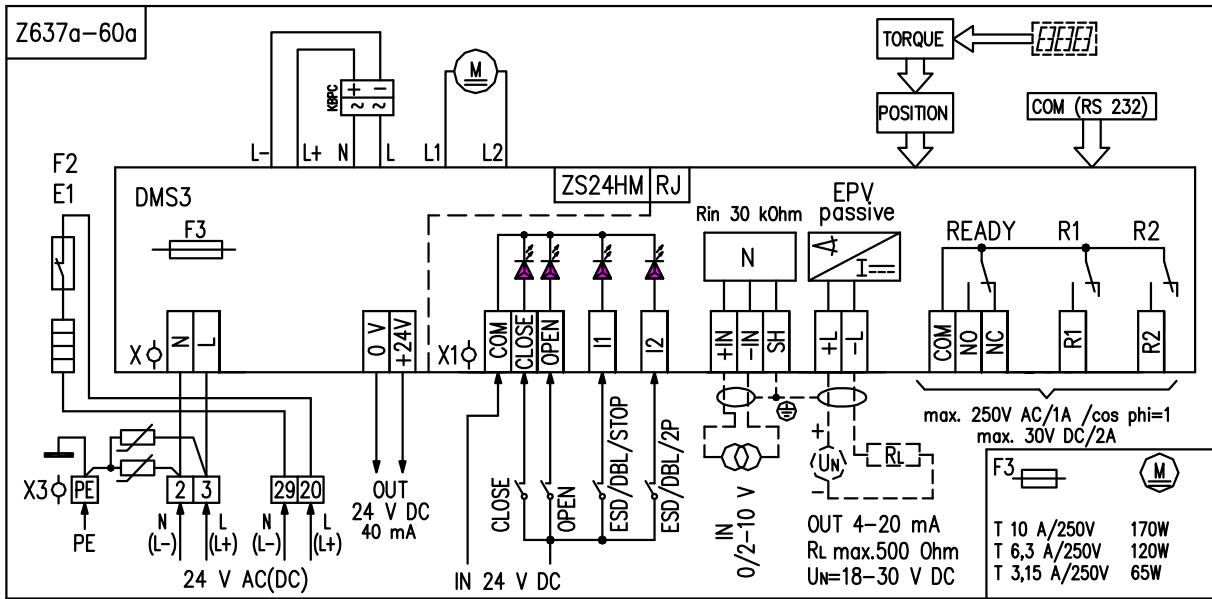 Z637a-60a
TORQUE
8.8.8.8.
POSITION
COM (RS 232)
KBPC
+ −
~ ~
M
L- L+ N L L1 L2
F2
E1
DMS3
F3
ZS24HM RJ
Rin 30 kOhm
N
EPV
passive
I
READY R1 R2
X
N
L
0 V
+24V
X1
COM
CLOSE
OPEN
I1
I2
+IN
-IN
SH
+L
-L
COM
NO
NC
R1
R2
max. 250V AC/1A /cos phi=1
max. 30V DC/2A
X3
PE
2 3
29 20
PE
N
(L-)
L
(L+)
N
(L-)
L
(L+)
24 V AC(DC)
OUT
24 V DC
40 mA
CLOSE
OPEN
ESD/DBL/STOP
ESD/DBL/2P
IN 24 V DC
IN
0/2-10 V
+
UN
-
RL
OUT 4-20 mA
RL max.500 Ohm
UN=18-30 V DC
F3
M
T 10 A/250V 170W
T 6,3 A/250V 120W
T 3,15 A/250V 65W